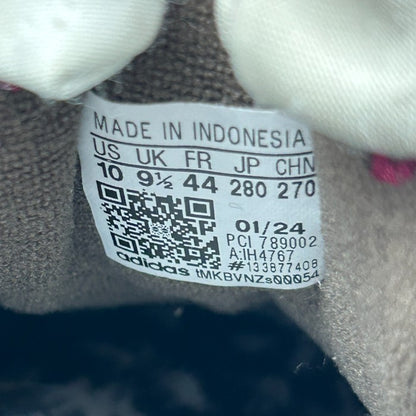 MADE IN INDONESIA
US UK FR JP CHN
10 9½ 44 280 270
01/24
PCI 789002
A:IH4767
#133877408
adidas tMKBVNZs00054